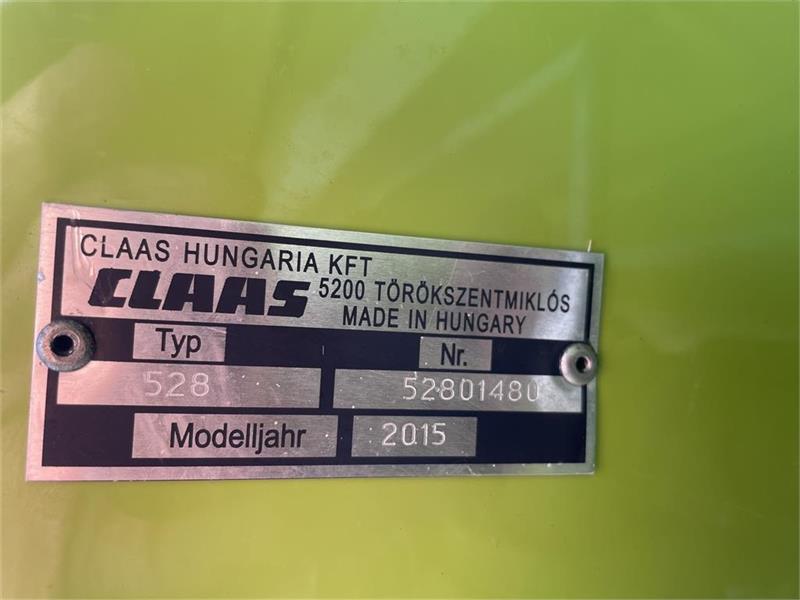 CLAAS HUNGARIA KFT
CLAAS 5200 TÖRÖKSZENTMIKLÓS
MADE IN HUNGARY
Typ Nr.
528 52801480
Modelljahr 2015